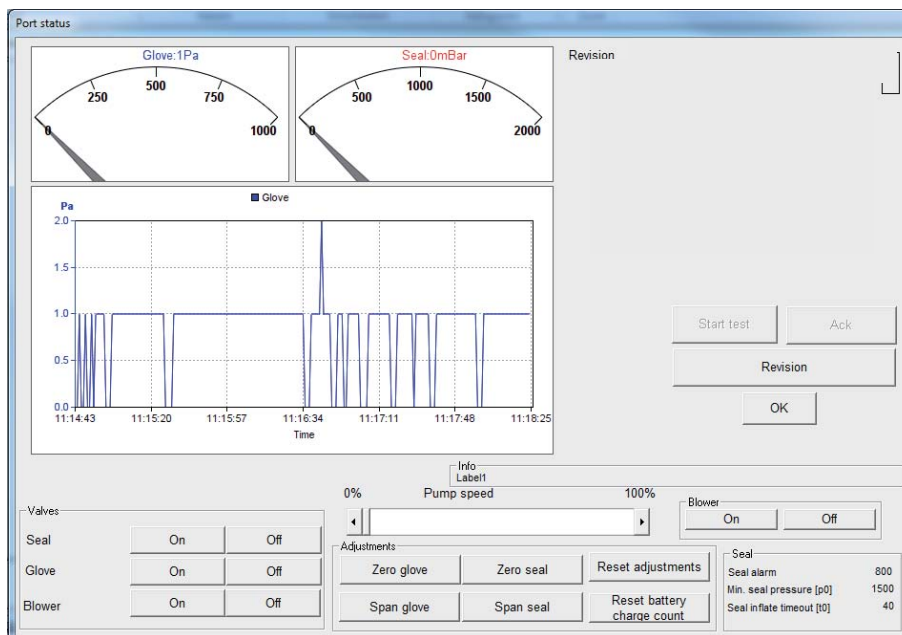 Port status
Glove:1Pa
0 250 500 750 1000
Seal:0mBar
0 500 1000 1500 2000
Revision
Glove
Pa
2.0
1.5
1.0
0.5
0.0
11:14:43 11:15:20 11:15:57 11:16:34 11:17:11 11:17:48 11:18:25
Time
Start test Ack
Revision
OK
Info
Label1
0% Pump speed 100%
Blower
On Off
Valves
Seal On Off
Glove On Off
Blower On Off
Adjustments
Zero glove Zero seal Reset adjustments
Span glove Span seal Reset battery
charge count
Seal
Seal alarm 800
Min. seal pressure [p0] 1500
Seal inflate timeout [t0] 40